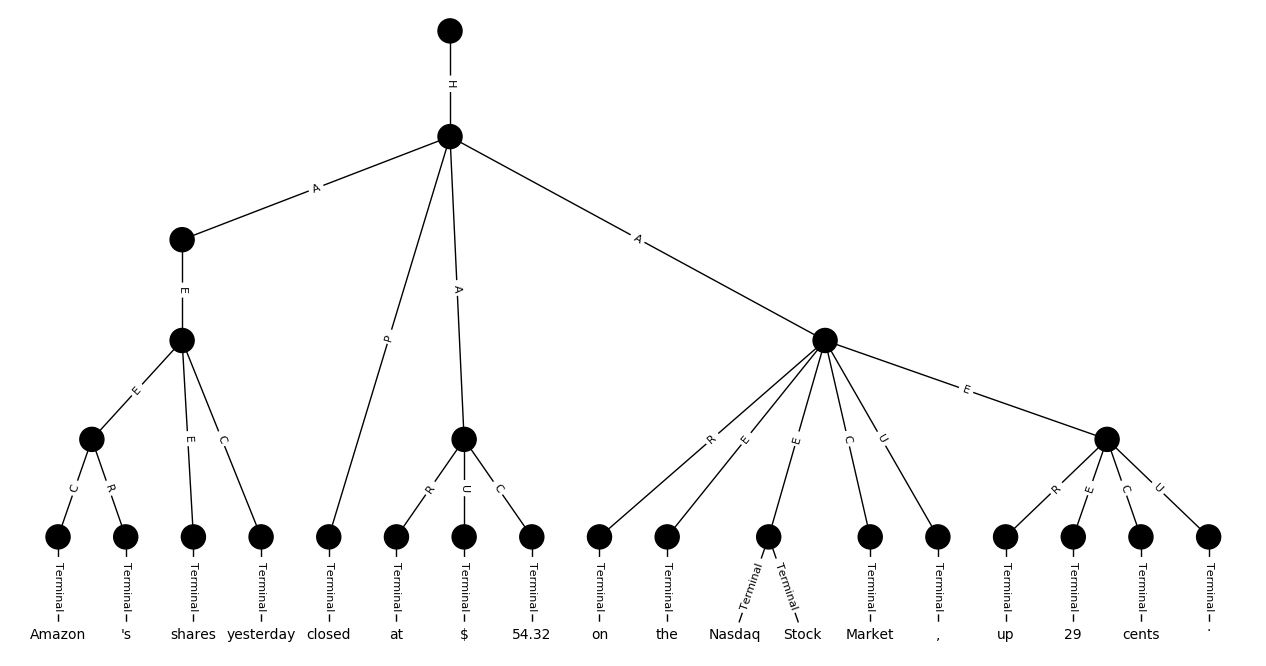 H
A
A
E
P
A
E
E
E
C
R
E
E
C
U
C
R
R
U
C
R
E
C
U
Terminal Terminal Terminal Terminal Terminal Terminal Terminal Terminal Terminal Terminal Terminal Terminal Terminal Terminal Terminal Terminal Terminal Terminal
Amazon 's shares yesterday closed at $ 54.32 on the Nasdaq Stock Market , up 29 cents .